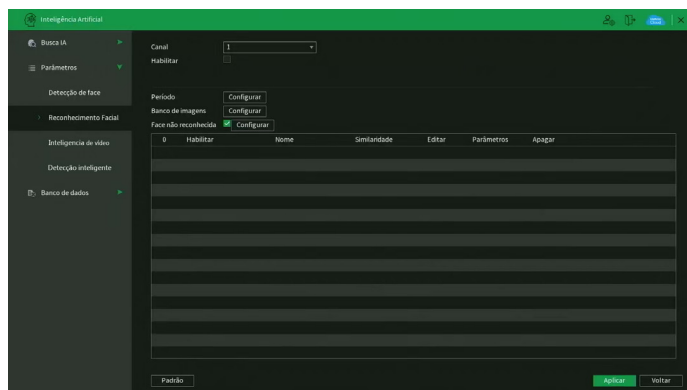 Inteligência Artificial
Busca IA
Parâmetros
Detecção de face
Reconhecimento Facial
Inteligencia de vídeo
Detecção inteligente
Banco de dados
Canal 1
Habilitar
Período Configurar
Banco de imagens Configurar
Face não reconhecida Configurar
0 Habilitar Nome Similaridade Editar Parâmetros Apagar
Padrão Aplicar Voltar